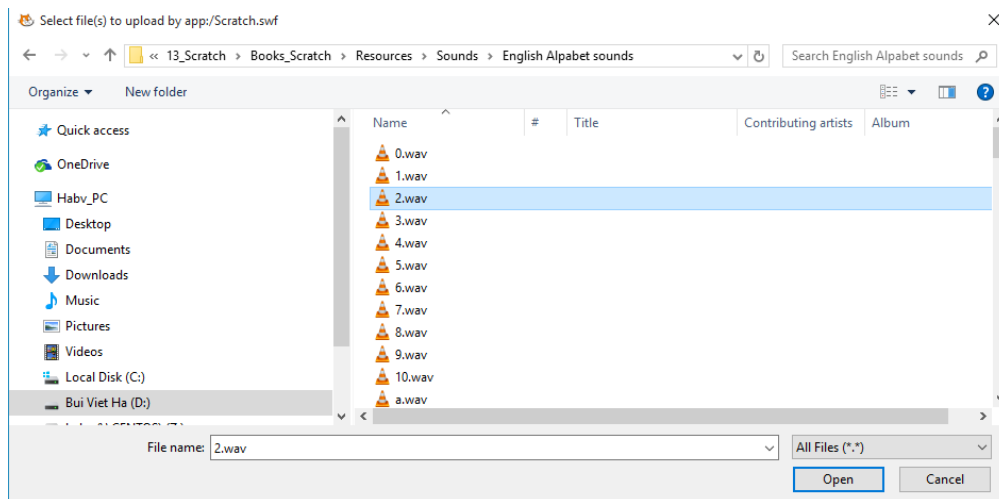 Select file(s) to upload by app:/Scratch.swf
« 13_Scratch > Books_Scratch > Resources > Sounds > English Alpabet sounds
Search English Alpabet sounds
Organize
New folder
Name
#
Title
Contributing artists
Album
Quick access
OneDrive
Habv_PC
Desktop
Documents
Downloads
Music
Pictures
Videos
Local Disk (C:)
Bui Viet Ha (D:)
0.wav
1.wav
2.wav
3.wav
4.wav
5.wav
6.wav
7.wav
8.wav
9.wav
10.wav
a.wav
File name: 2.wav
All Files (*.*)
Open
Cancel